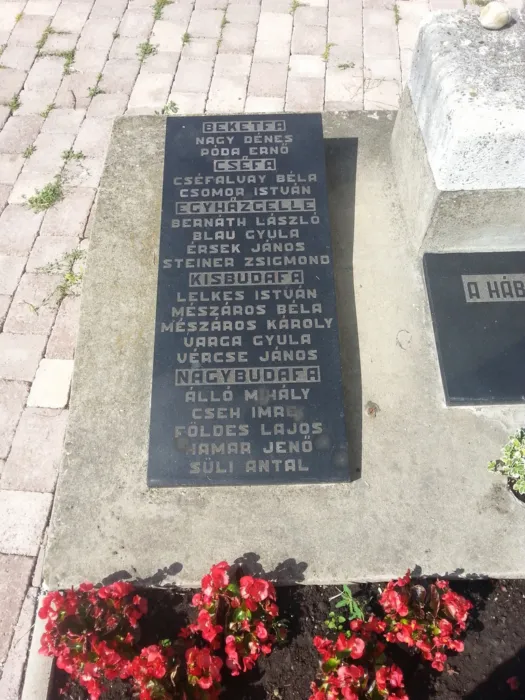 BEKETFA
NAGY DÉNES
PÓDA ERNŐ
CSÉFA
CSÉFALVAY BÉLA
CSOMOR ISTVÁN
EGYHÁZGELLE
BERNÁTH LÁSZLÓ
BLAU GYULA
ÉRSEK JÁNOS
STEINER ZSIGMOND
KISBUDAFA
LELKES ISTVÁN
MÉSZÁROS BÉLA
MÉSZÁROS KÁROLY
VARGA GYULA
VÉRCSE JÁNOS
NAGYBUDAFA
ÁLLÓ MIHÁLY
CSEH IMRE
FÖLDES LAJOS
HAMAR JENŐ
SÜLI ANTAL
A HÁB